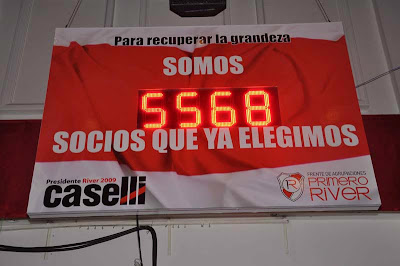 Para recuperar la grandeza
SOMOS
5568
SOCIOS QUE YA ELEGIMOS
Presidente River 2009
caselli
FRENTE DE AGRUPACIONES
PRIMERO
RIVER